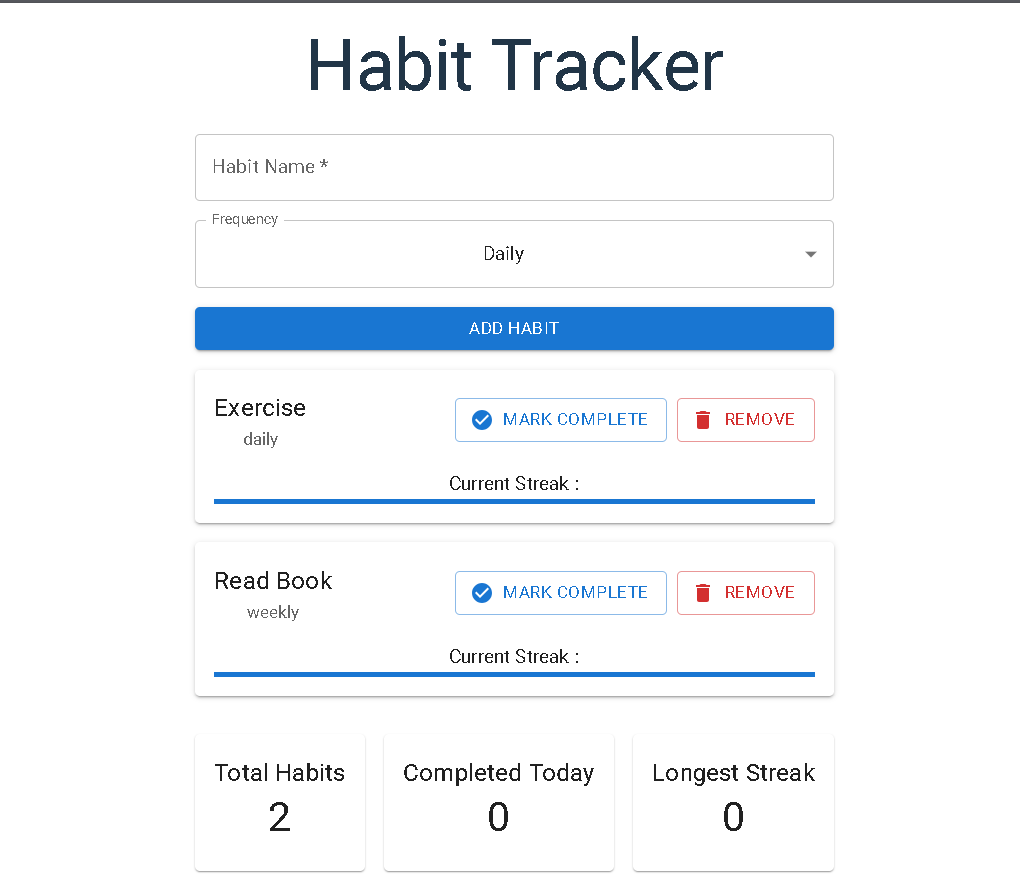 Habit Tracker
Habit Name *
Frequency
Daily
ADD HABIT
Exercise
MARK COMPLETE
REMOVE
daily
Current Streak :
Read Book
MARK COMPLETE
REMOVE
weekly
Current Streak :
Total Habits
2
Completed Today
0
Longest Streak
0